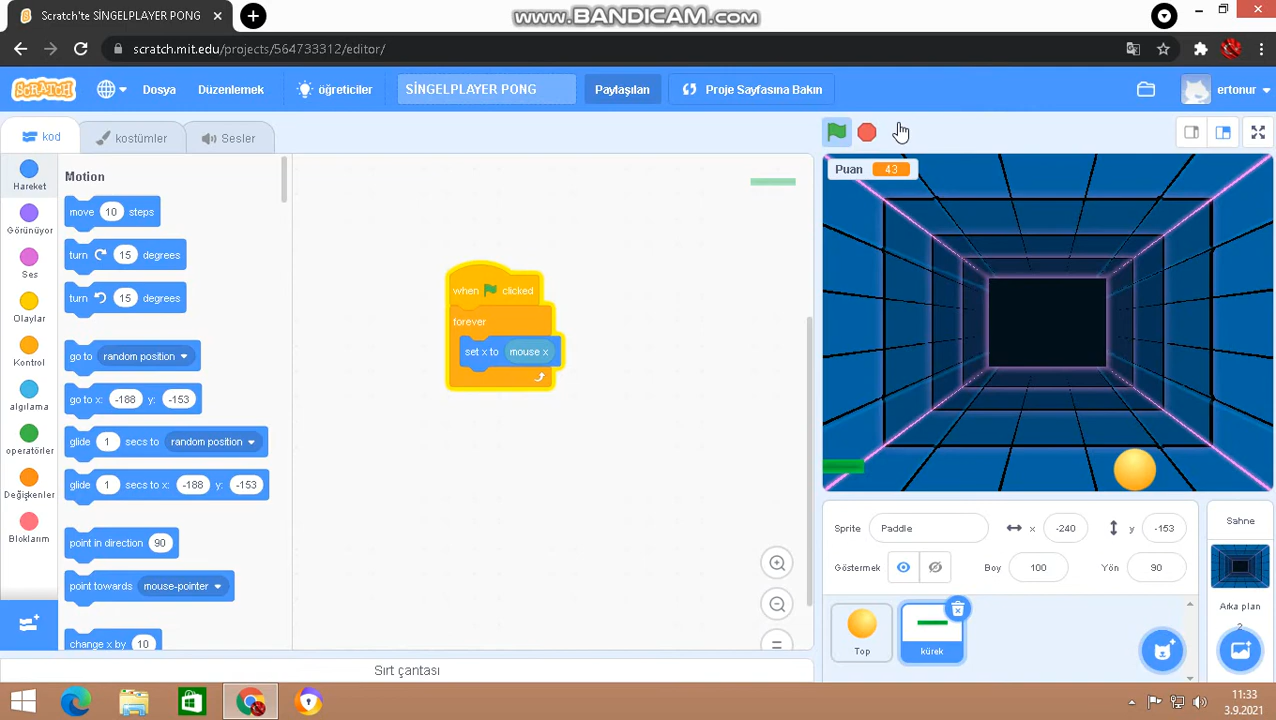 www.BANDICAM.com
Scratch'te SİNGELPLAYER PONG
scratch.mit.edu/projects/564733312/editor/
SCRATCH
Dosya
Düzenlemek
öğreticiler
SİNGELPLAYER PONG
Paylaşılan
Proje Sayfasına Bakın
ertonur
kod
kostümler
Sesler
Hareket
Görünüyor
Ses
Olaylar
Kontrol
algılama
operatörler
Değişkenler
Bloklarım
Motion
move 10 steps
turn 15 degrees
turn 15 degrees
go to random position
go to x: -188 y: -153
glide 1 secs to random position
glide 1 secs to x: -188 y: -153
point in direction 90
point towards mouse-pointer
change x by 10
when clicked
forever
set x to mouse x
Sırt çantası
Puan 43
Sprite Paddle x -240 y -153
Göstermek Boy 100 Yön 90
Top
kürek
Sahne
Arka plan
2
11:33
3.9.2021